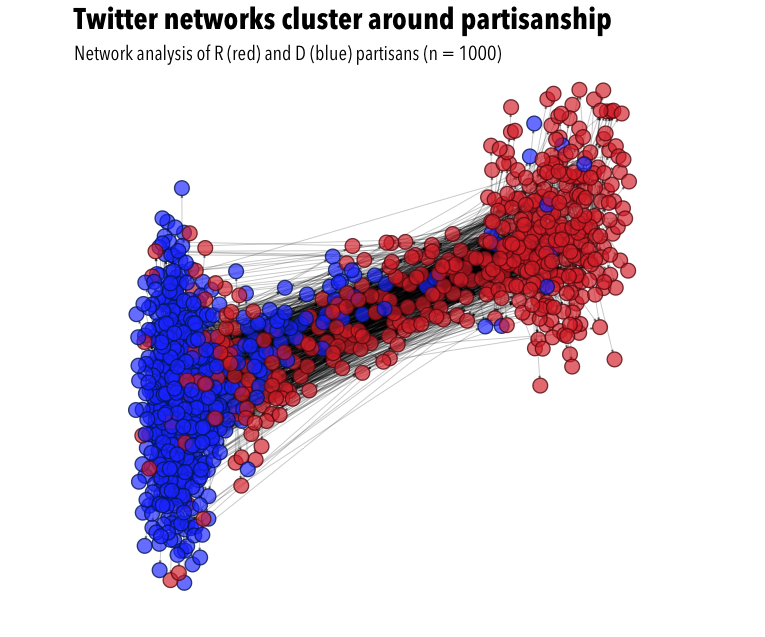 Twitter networks cluster around partisanship
Network analysis of R (red) and D (blue) partisans (n = 1000)